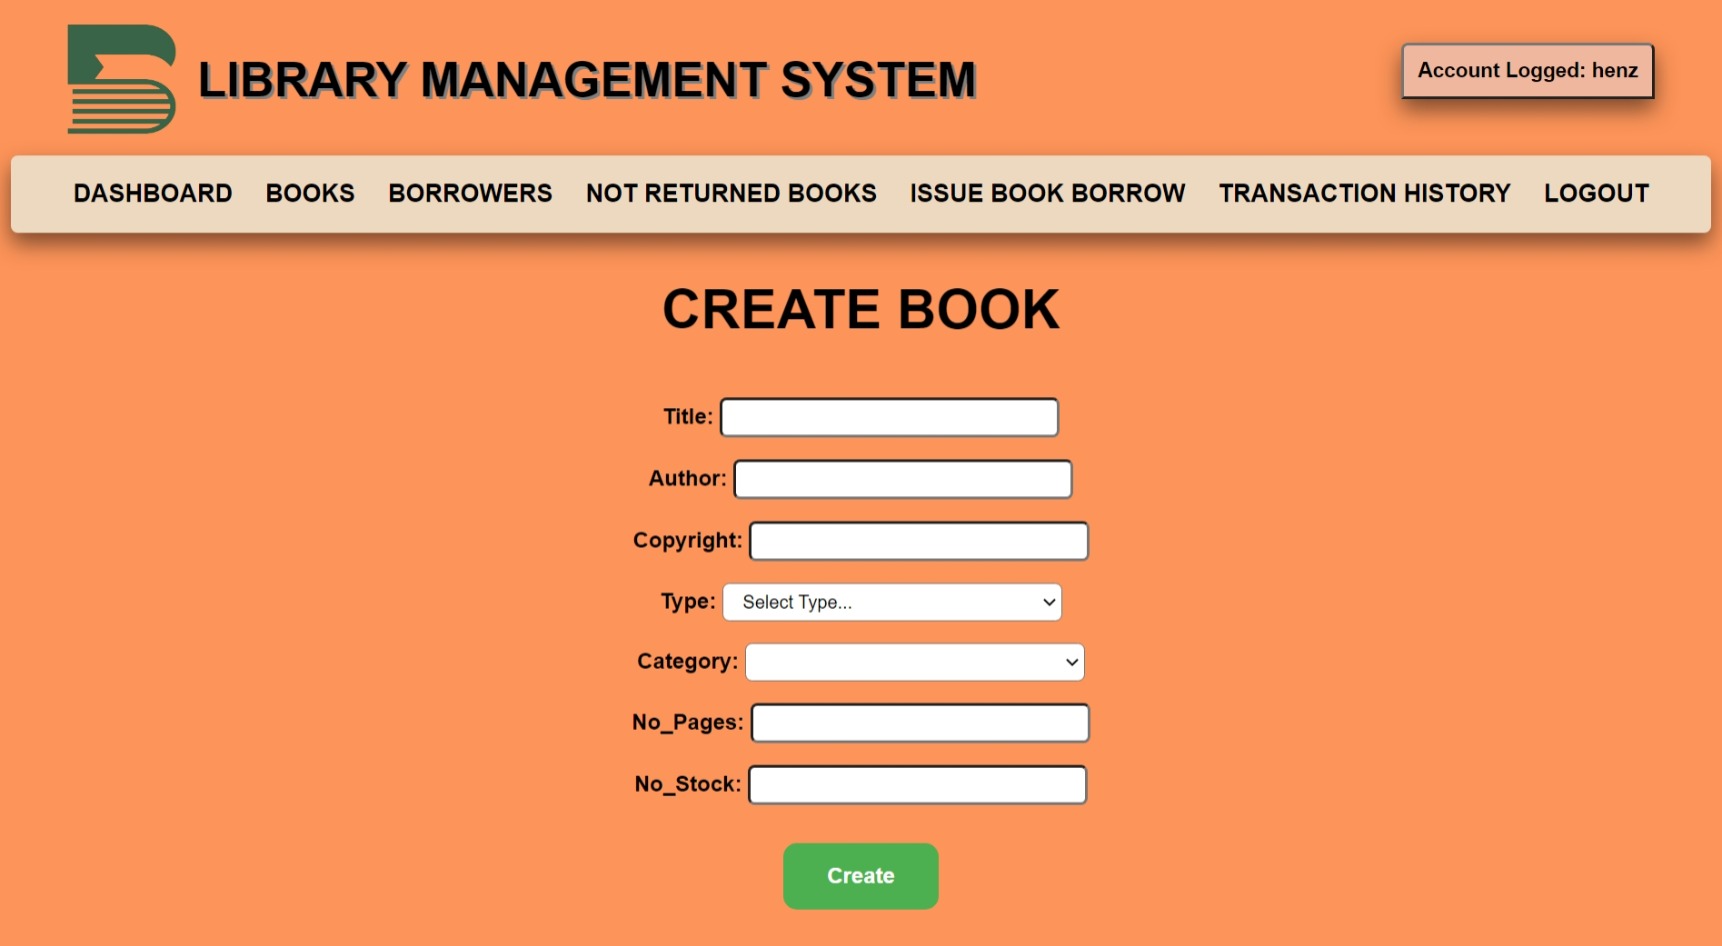 LIBRARY MANAGEMENT SYSTEM
Account Logged: henz
DASHBOARD BOOKS BORROWERS NOT RETURNED BOOKS ISSUE BOOK BORROW TRANSACTION HISTORY LOGOUT
CREATE BOOK
Title:
Author:
Copyright:
Type: Select Type...
Category:
No_Pages:
No_Stock:
Create